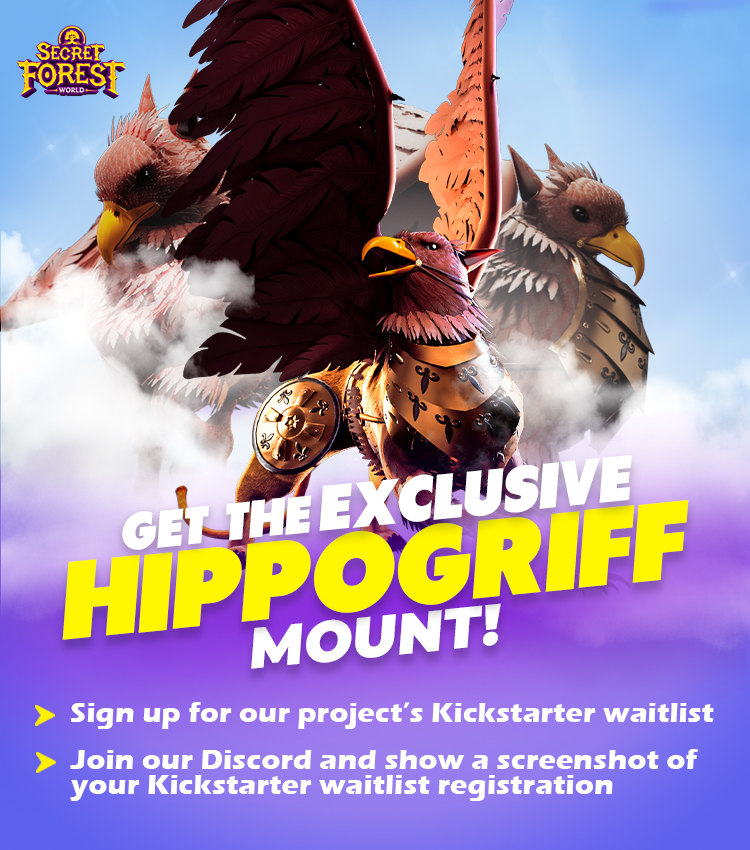 SECRET
FOREST
WORLD
GET THE EXCLUSIVE
HIPPOGRIFF
MOUNT!
Sign up for our project's Kickstarter waitlist
Join our Discord and show a screenshot of
your Kickstarter waitlist registration